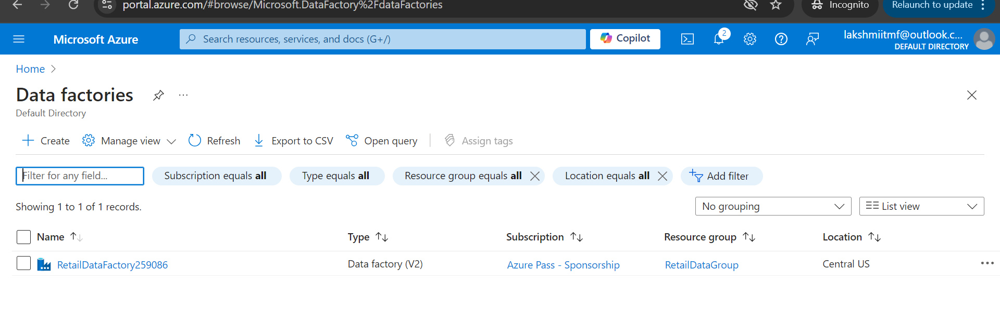 portal.azure.com/#browse/Microsoft.DataFactory%2FdataFactories
Incognito
Relaunch to update
Microsoft Azure
Search resources, services, and docs (G+/)
Copilot
2
lakshmiitmf@outlook.c...
DEFAULT DIRECTORY
Home
Data factories
...
Default Directory
Create Manage view Refresh Export to CSV Open query Assign tags
Filter for any field... Subscription equals all Type equals all Resource group equals all Location equals all Add filter
Showing 1 to 1 of 1 records. No grouping List view
Name Type Subscription Resource group Location
RetailDataFactory259086 Data factory (V2) Azure Pass - Sponsorship RetailDataGroup Central US